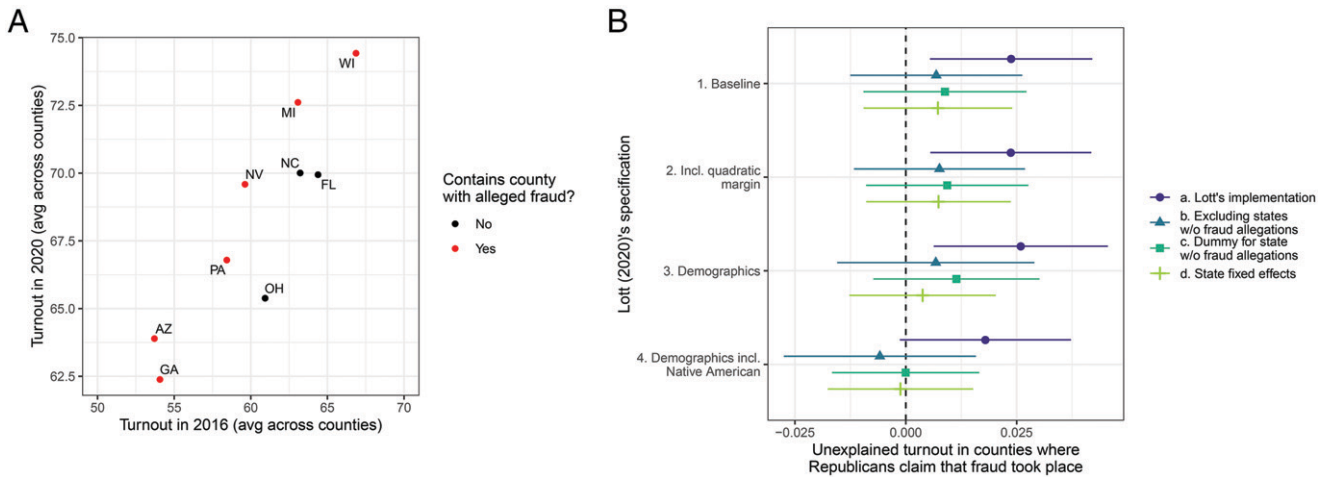 A
Turnout in 2020 (avg across counties)
75.0
72.5
70.0
67.5
65.0
62.5
WI
MI
NC
FL
NV
PA
OH
AZ
GA
50 55 60 65 70
Turnout in 2016 (avg across counties)
Contains county
with alleged fraud?
No
Yes
B
Lott (2020)'s specification
1. Baseline
2. Incl. quadratic
margin
3. Demographics
4. Demographics incl.
Native American
−0.025 0.000 0.025
Unexplained turnout in counties where
Republicans claim that fraud took place
a. Lott's implementation
b. Excluding states
w/o fraud allegations
c. Dummy for state
w/o fraud allegations
d. State fixed effects